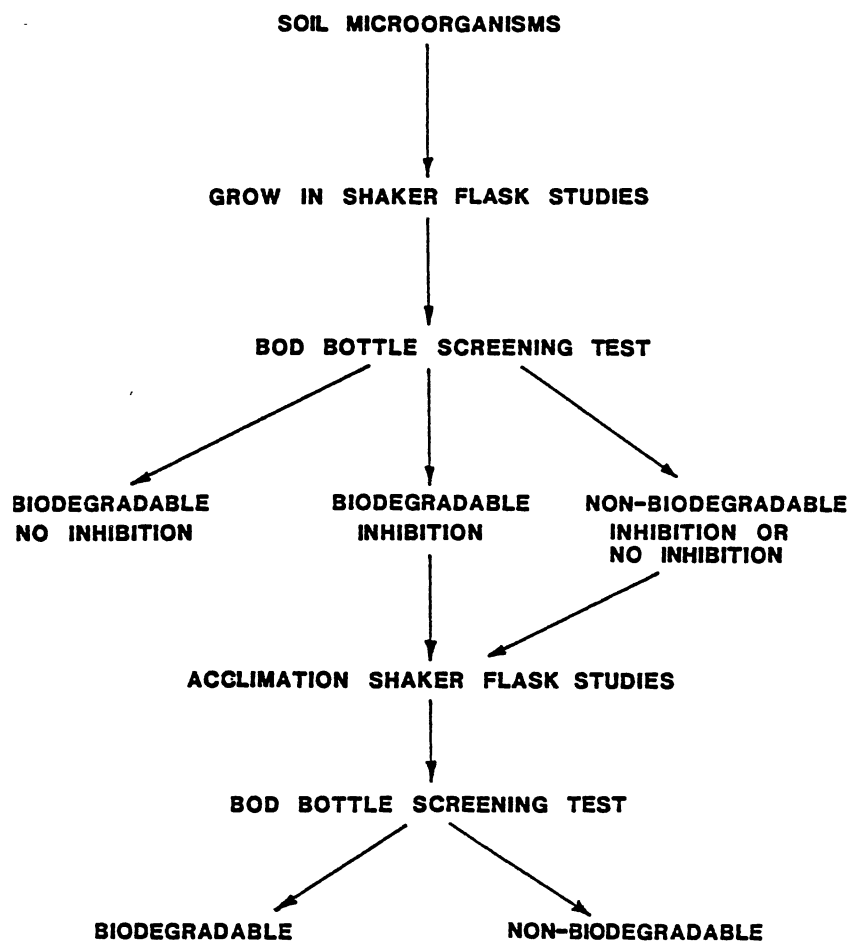 SOIL MICROORGANISMS
GROW IN SHAKER FLASK STUDIES
BOD BOTTLE SCREENING TEST
BIODEGRADABLE
NO INHIBITION
BIODEGRADABLE
INHIBITION
NON-BIODEGRADABLE
INHIBITION OR
NO INHIBITION
ACCLIMATION SHAKER FLASK STUDIES
BOD BOTTLE SCREENING TEST
BIODEGRADABLE
NON-BIODEGRADABLE